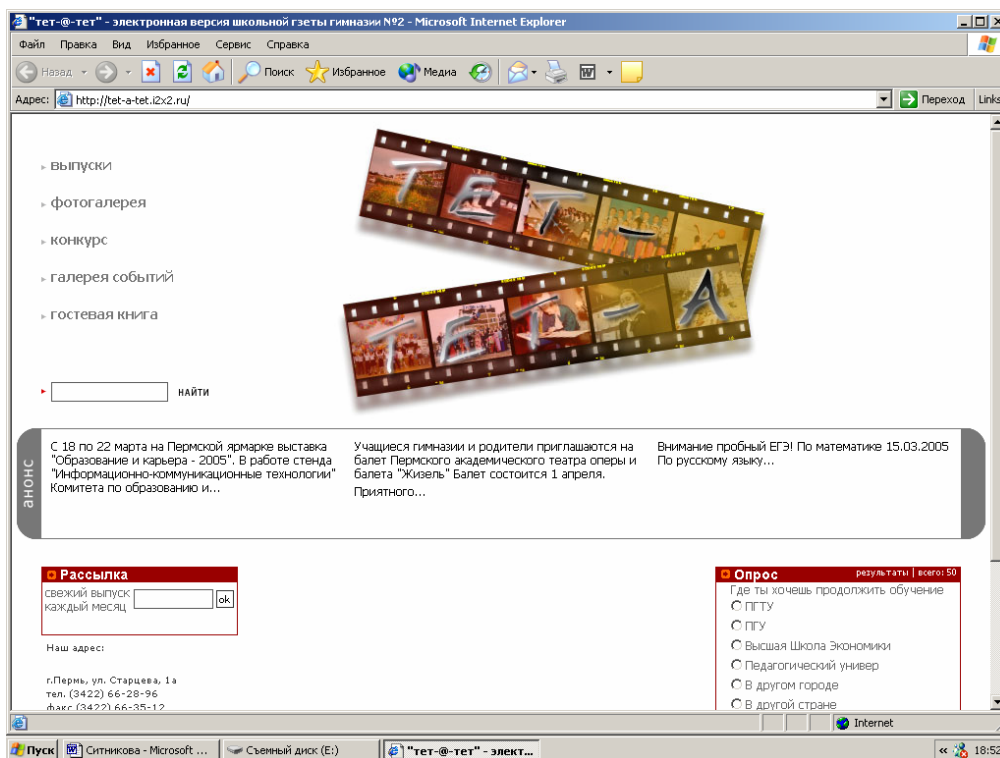 "тет-@-тет" - электронная версия школьной гзеты гимназии №2 - Microsoft Internet Explorer
Файл Правка Вид Избранное Сервис Справка
Назад Поиск Избранное Медиа
Адрес: http://tet-a-tet.i2x2.ru/ Переход Links
выпуски
фотогалерея
конкурс
галерея событий
гостевая книга
ТЕТ-
ТЕТ-А
НАЙТИ
анонс
С 18 по 22 марта на Пермской ярмарке выставка
"Образование и карьера - 2005". В работе стенда
"Информационно-коммуникационные технологии"
Комитета по образованию и...
Учащиеся гимназии и родители приглашаются на
балет Пермского академического театра оперы и
балета "Жизель" Балет состоится 1 апреля.
Приятного...
Внимание пробный ЕГЭ! По математике 15.03.2005
По русскому языку...
Рассылка
свежий выпуск
каждый месяц ok
Наш адрес:
г.Пермь, ул. Старцева, 1а
тел. (3422) 66-28-96
факс (3422) 66-35-12
Опрос результаты | всего: 50
Где ты хочешь продолжить обучение
ПГТУ
ПГУ
Высшая Школа Экономики
Педагогический универ
В другом городе
В другой стране
Internet
Пуск Ситникова - Microsoft ... Съемный диск (E:) "тет-@-тет" - элект... « 18:52